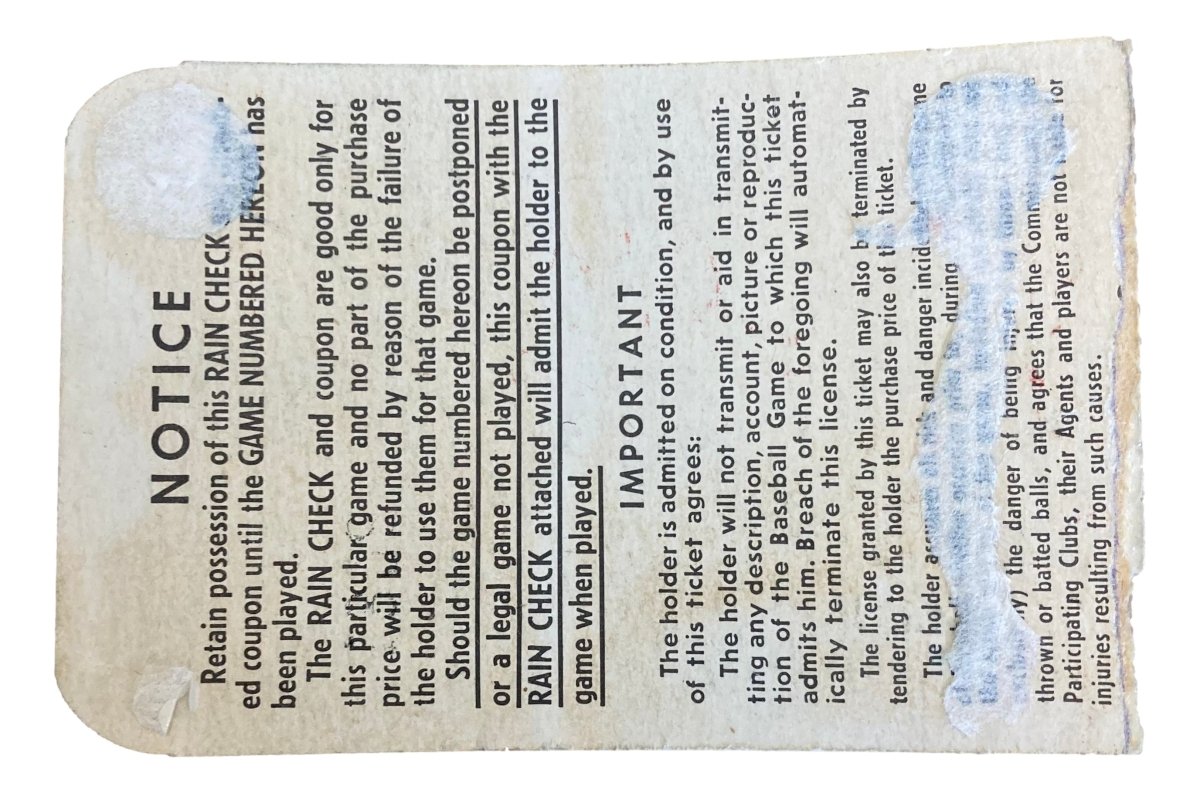 NOTICE
Retain possession of this RAIN CHECK
ed coupon until the GAME NUMBERED HEREON has
been played.
The RAIN CHECK and coupon are good only for
this particular game and no part of the purchase
price will be refunded by reason of the failure of
the holder to use them for that game.
Should the game numbered hereon be postponed
or a legal game not played, this coupon with the
RAIN CHECK attached will admit the holder to the
game when played.
IMPORTANT
The holder is admitted on condition, and by use
of this ticket agrees:
The holder will not transmit or aid in transmit-
ting any description, account, picture or reproduc-
tion of the Baseball Game to which this ticket
admits him. Breach of the foregoing will automat-
ically terminate this license.
The license granted by this ticket may also be terminated by
tendering to the holder the purchase price of the ticket.
The holder and danger
during
the danger of being
thrown or batted balls, and agrees that the
Participating Clubs, their Agents and players are not for
injuries resulting from such causes.